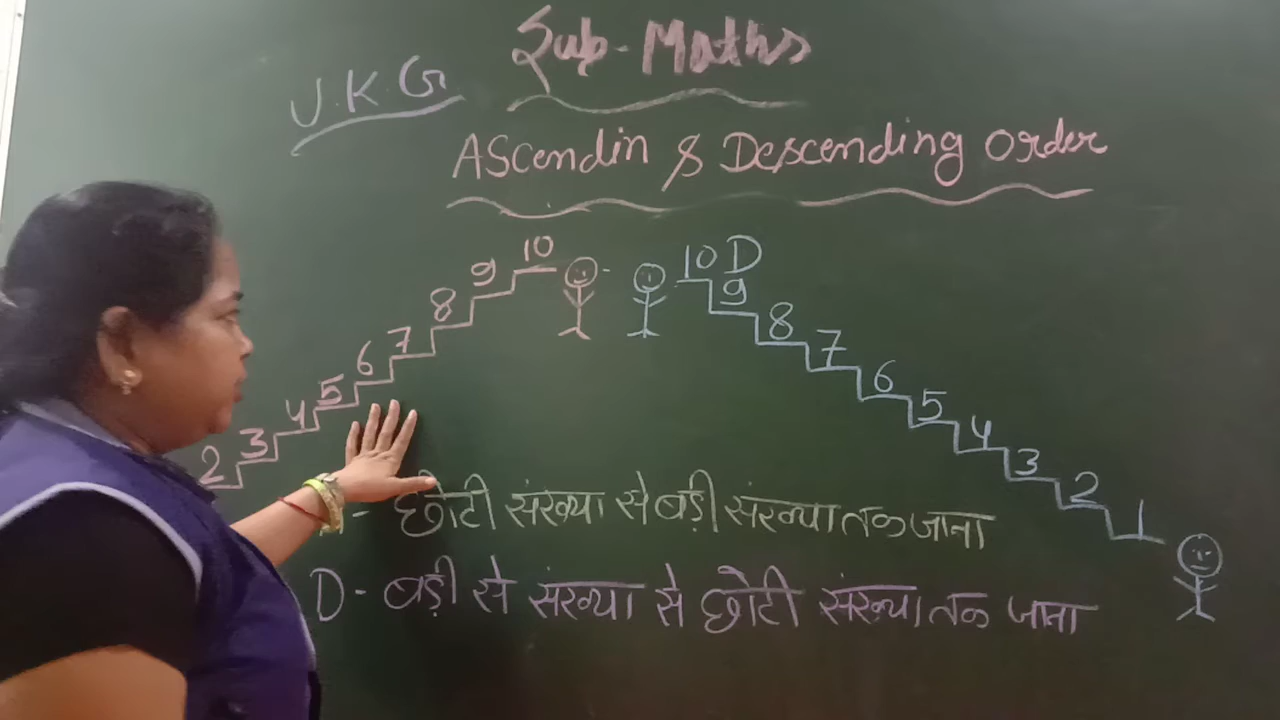 Sub-Maths
U.K.G
AScendin & Descending order
10 10 D
9 9
8 8
7 7
6 6
5 5
4 4
3 3
2 2
1
- छोटी संख्या से बड़ी संख्या तक जाना
D - बड़ी से संख्या से छोटी संख्या तक जाना